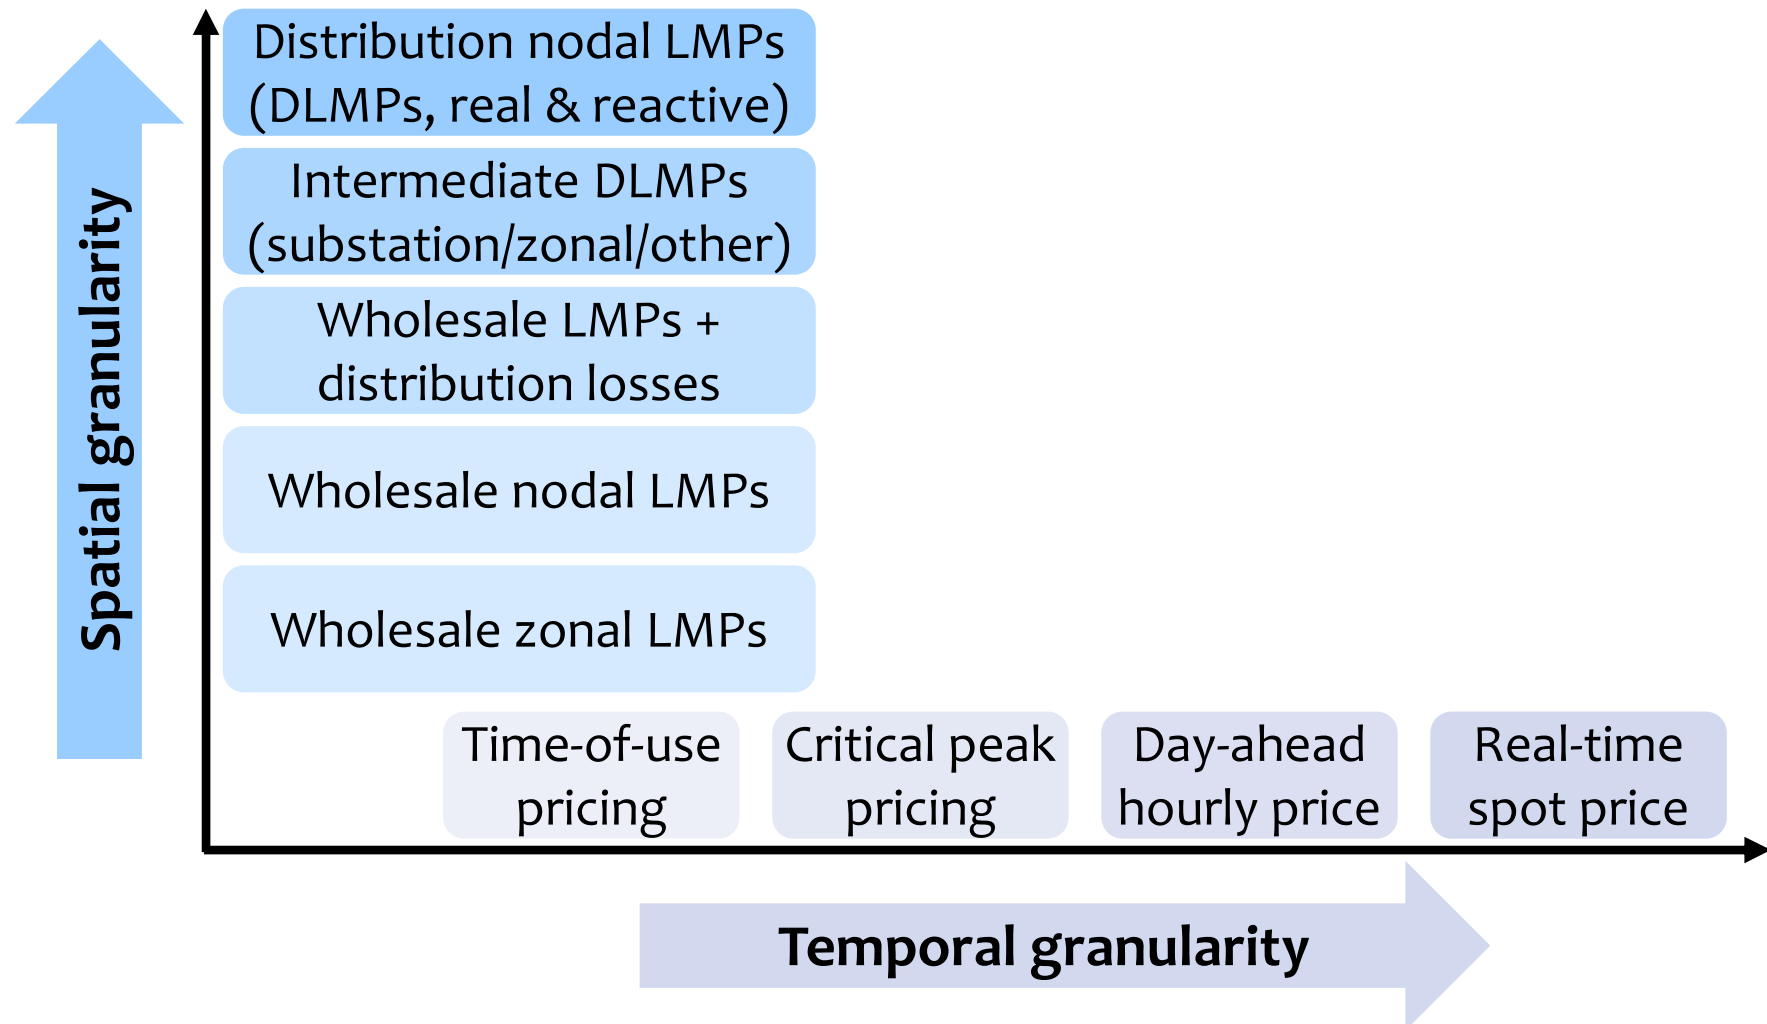 Spatial granularity
Distribution nodal LMPs
(DLMPs, real & reactive)
Intermediate DLMPs
(substation/zonal/other)
Wholesale LMPs +
distribution losses
Wholesale nodal LMPs
Wholesale zonal LMPs
Time-of-use
pricing
Critical peak
pricing
Day-ahead
hourly price
Real-time
spot price
Temporal granularity